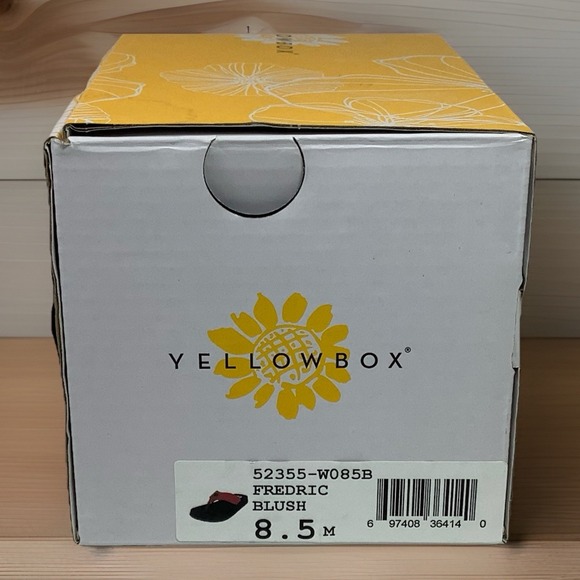 YELLOWBOX®
52355-W085B
FREDRIC
BLUSH
8.5 M
6 97408 36414 0